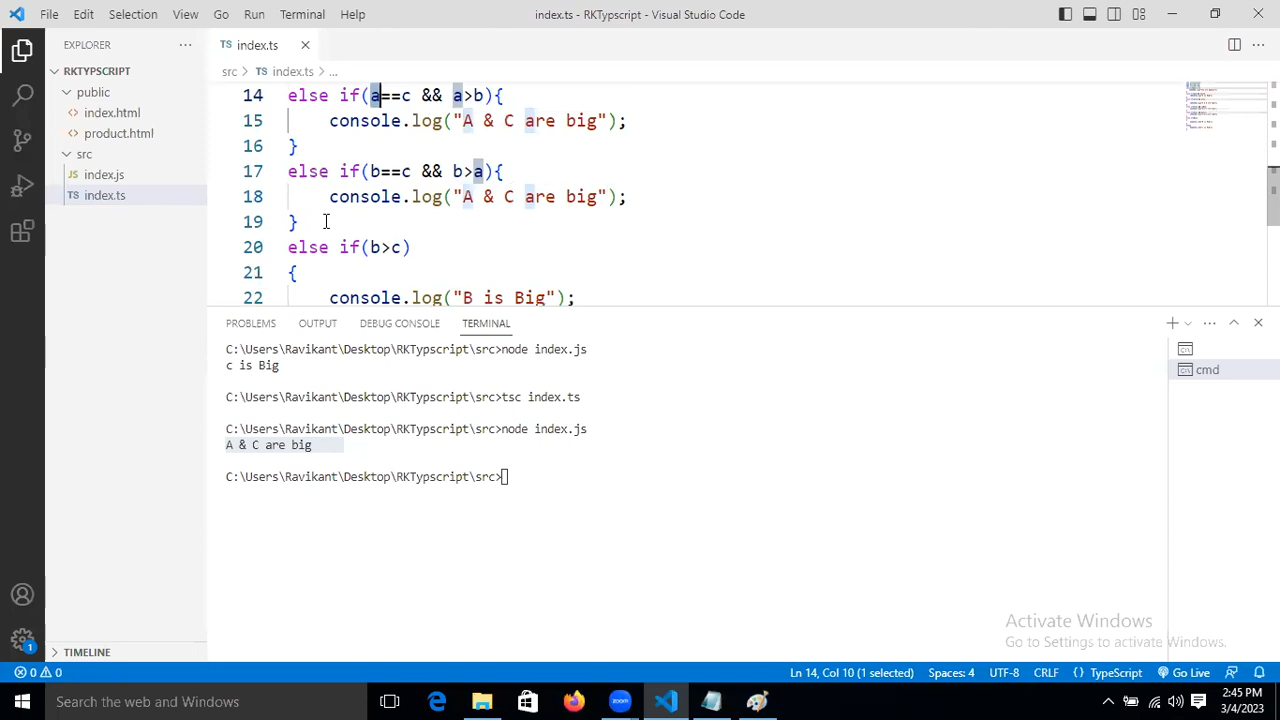 File Edit Selection View Go Run Terminal Help index.ts - RKTypescript - Visual Studio Code
EXPLORER
TS index.ts
RKTYPSCRIPT
public
index.html
product.html
src
JS index.js
TS index.ts
src > TS index.ts > ...
14 else if(a==c && a>b){
15 console.log("A & C are big");
16 }
17 else if(b==c && b>a){
18 console.log("A & C are big");
19 }
20 else if(b>c)
21 {
22 console.log("B is Big");
PROBLEMS OUTPUT DEBUG CONSOLE TERMINAL
C:\Users\Ravikant\Desktop\RKTypscript\src>node index.js
c is Big
C:\Users\Ravikant\Desktop\RKTypscript\src>tsc index.ts
C:\Users\Ravikant\Desktop\RKTypscript\src>node index.js
A & C are big
C:\Users\Ravikant\Desktop\RKTypscript\src>
cmd
Activate Windows
Go to Settings to activate Windows.
TIMELINE
1
0 0 Ln 14, Col 10 (1 selected) Spaces: 4 UTF-8 CRLF { } TypeScript Go Live
Search the web and Windows
zoom
2:45 PM
3/4/2023